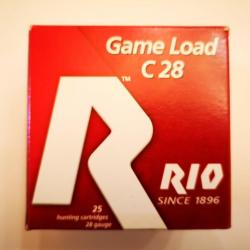 Game Load
C 28
R
™
RIO
SINCE 1896
25
hunting cartridges
28 gauge